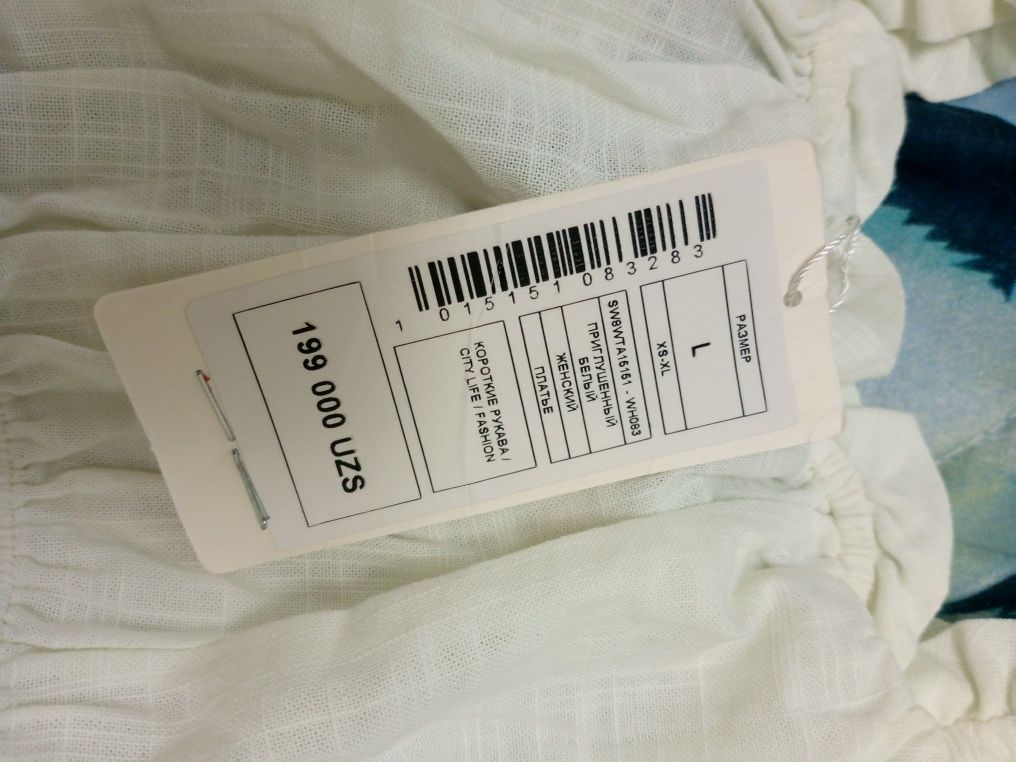 РАЗМЕР
L
XS-XL
SW8WTA15151 - WH083
ПРИГЛУШЕННЫЙ
БЕЛЫЙ
ЖЕНСКИЙ
ПЛАТЬЕ
КОРОТКИЕ РУКАВА /
CITY LIFE / FASHION
1 015151 083283
199 000 UZS